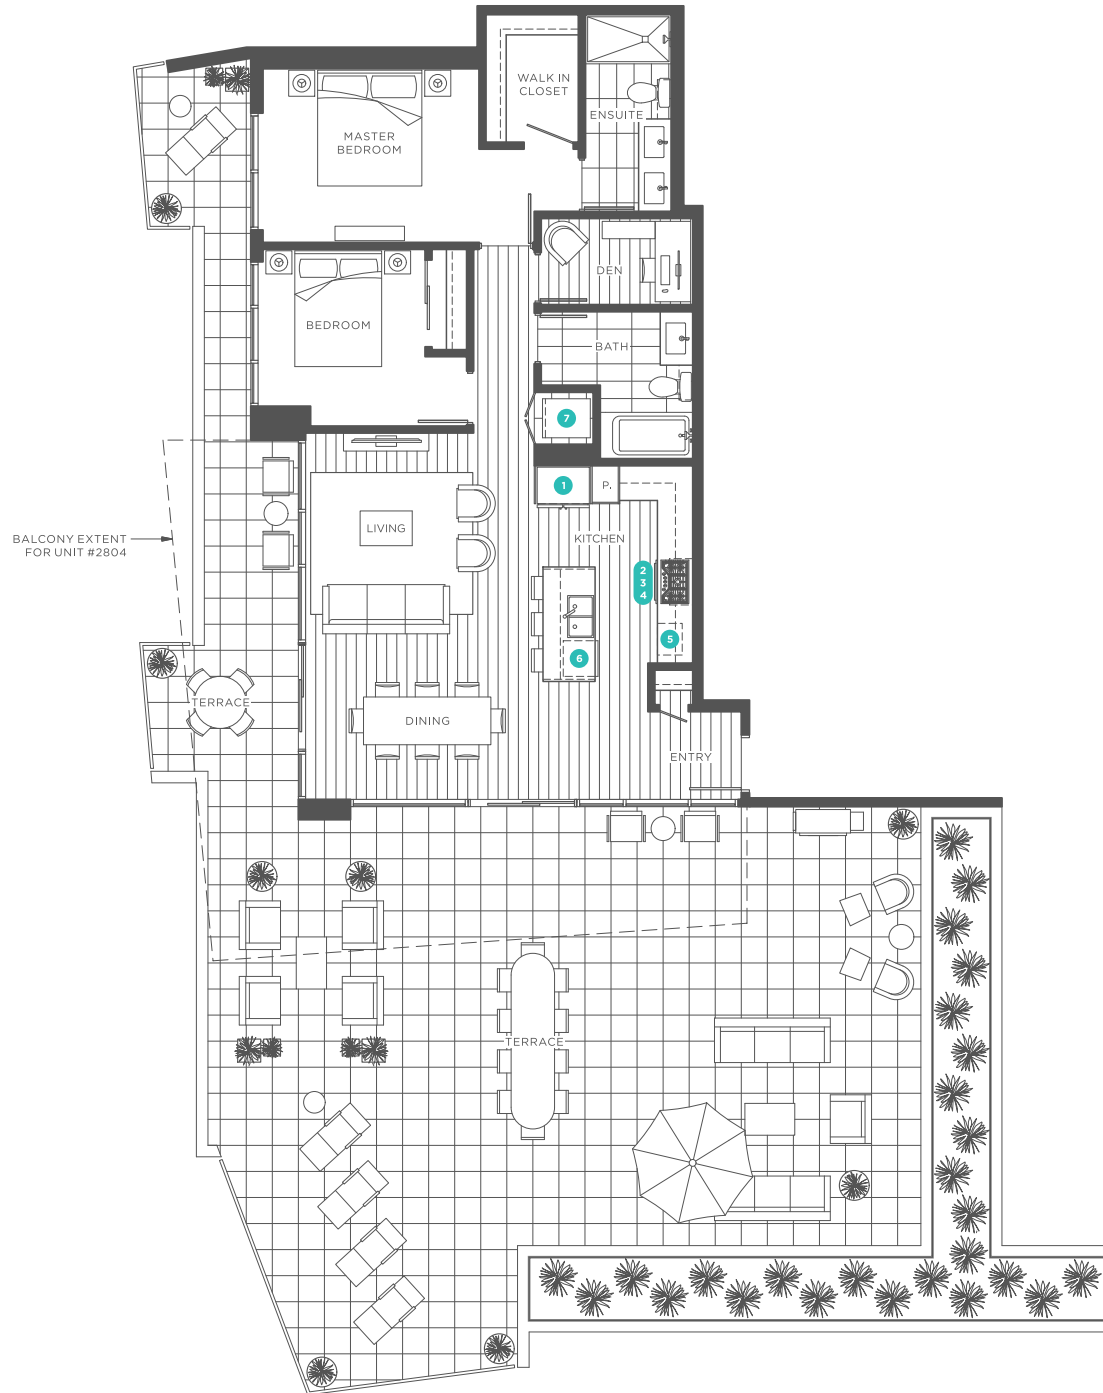 WALK IN
CLOSET
ENSUITE
MASTER
BEDROOM
DEN
BEDROOM
BATH
7
1
P.
LIVING
KITCHEN
BALCONY EXTENT
FOR UNIT #2804
2
3
4
5
6
TERRACE
DINING
ENTRY
TERRACE